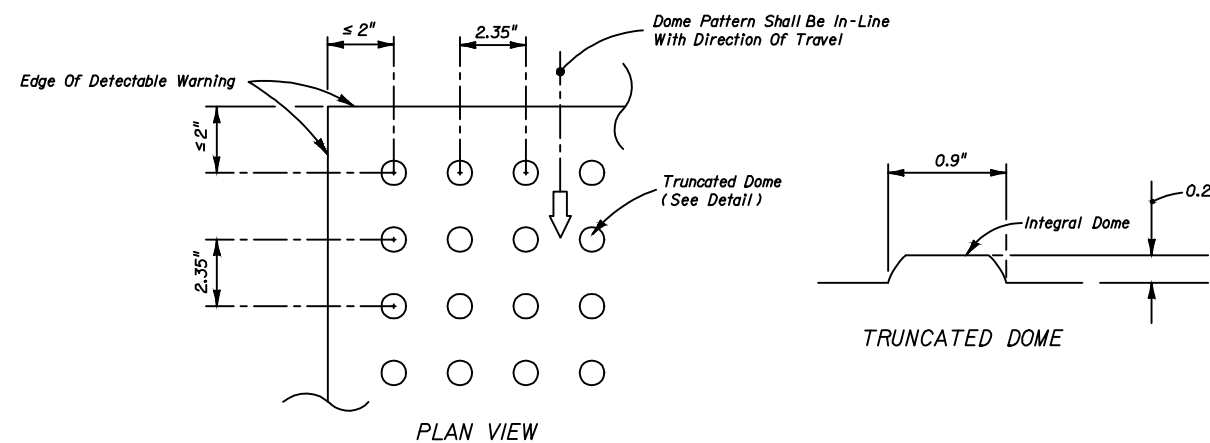 ≤ 2"
2.35"
Dome Pattern Shall Be In-Line
With Direction Of Travel
Edge Of Detectable Warning
≤2"
Truncated Dome
(See Detail)
2.35"
PLAN VIEW
0.9"
0.2
Integral Dome
TRUNCATED DOME